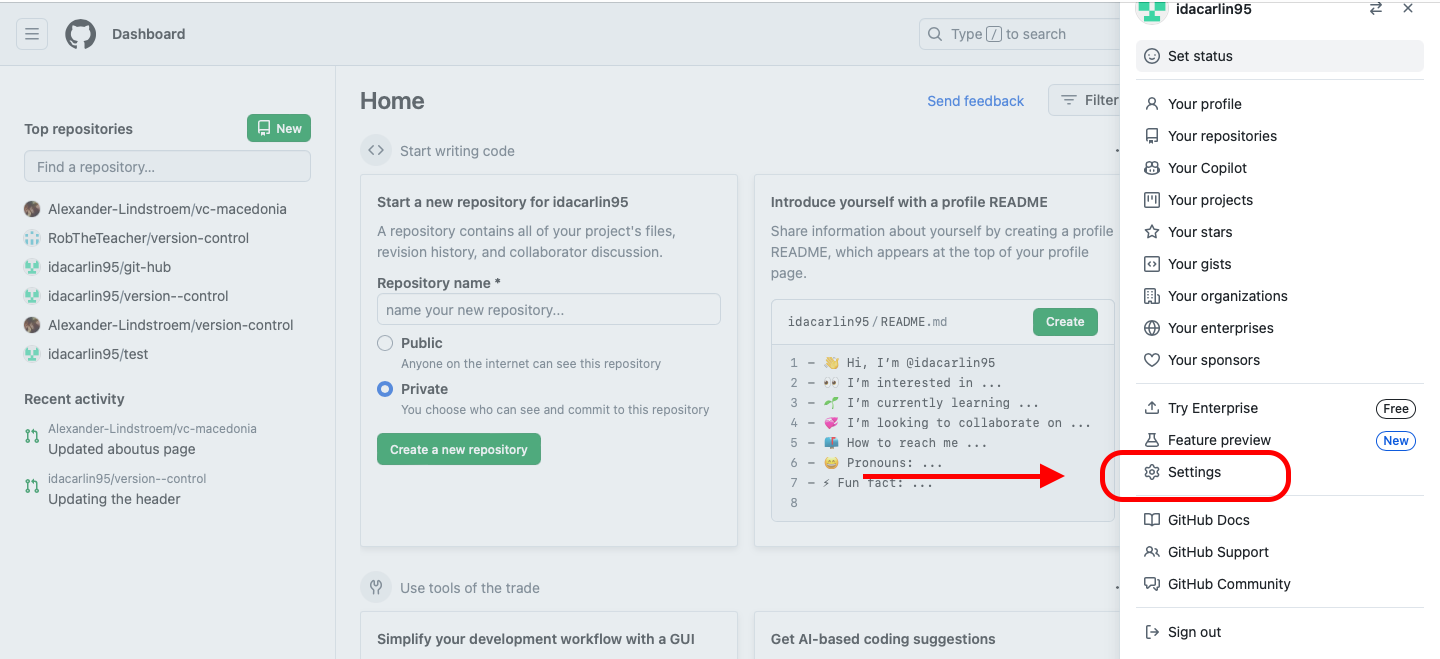 Dashboard
Type / to search
Top repositories
New
Find a repository...
Alexander-Lindstroem/vc-macedonia
RobTheTeacher/version-control
idacarlin95/git-hub
idacarlin95/version--control
Alexander-Lindstroem/version-control
idacarlin95/test
Recent activity
Alexander-Lindstroem/vc-macedonia
Updated aboutus page
idacarlin95/version--control
Updating the header
Home
Send feedback
Filter
Start writing code
Start a new repository for idacarlin95
A repository contains all of your project's files,
revision history, and collaborator discussion.
Repository name *
name your new repository...
Public
Anyone on the internet can see this repository
Private
You choose who can see and commit to this repository
Create a new repository
Introduce yourself with a profile README
Share information about yourself by creating a profile
README, which appears at the top of your profile
page.
idacarlin95/README.md
Create
1 – 👋 Hi, I’m @idacarlin95
2 – 👀 I’m interested in ...
3 – 🌱 I’m currently learning ...
4 – 💞️ I’m looking to collaborate on ...
5 – 📫 How to reach me ...
6 – 😄 Pronouns: ...
7 – ⚡ Fun fact: ...
8
Use tools of the trade
Simplify your development workflow with a GUI
Get AI-based coding suggestions
idacarlin95
Set status
Your profile
Your repositories
Your Copilot
Your projects
Your stars
Your gists
Your organizations
Your enterprises
Your sponsors
Try Enterprise
Free
Feature preview
New
Settings
GitHub Docs
GitHub Support
GitHub Community
Sign out